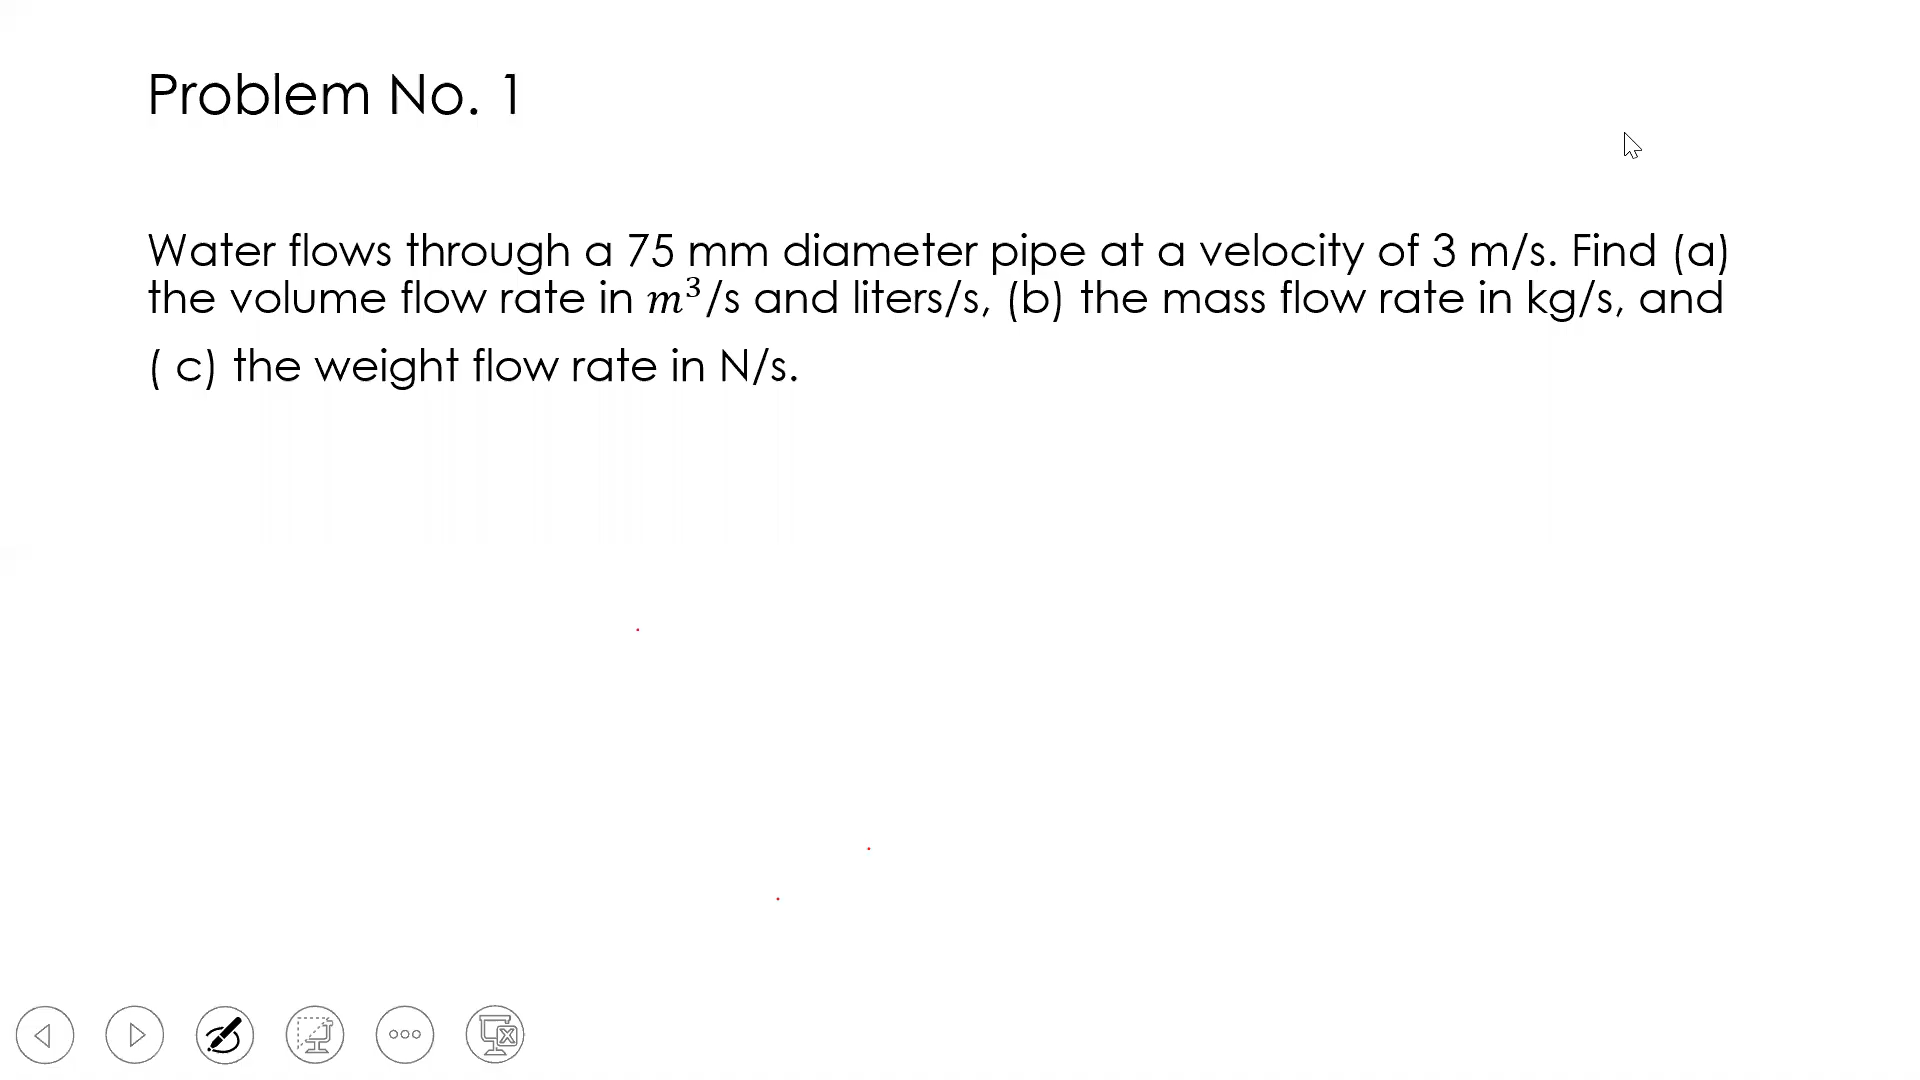 Problem No. 1
Water flows through a 75 mm diameter pipe at a velocity of 3 m/s. Find (a)
the volume flow rate in m³/s and liters/s, (b) the mass flow rate in kg/s, and
( c) the weight flow rate in N/s.